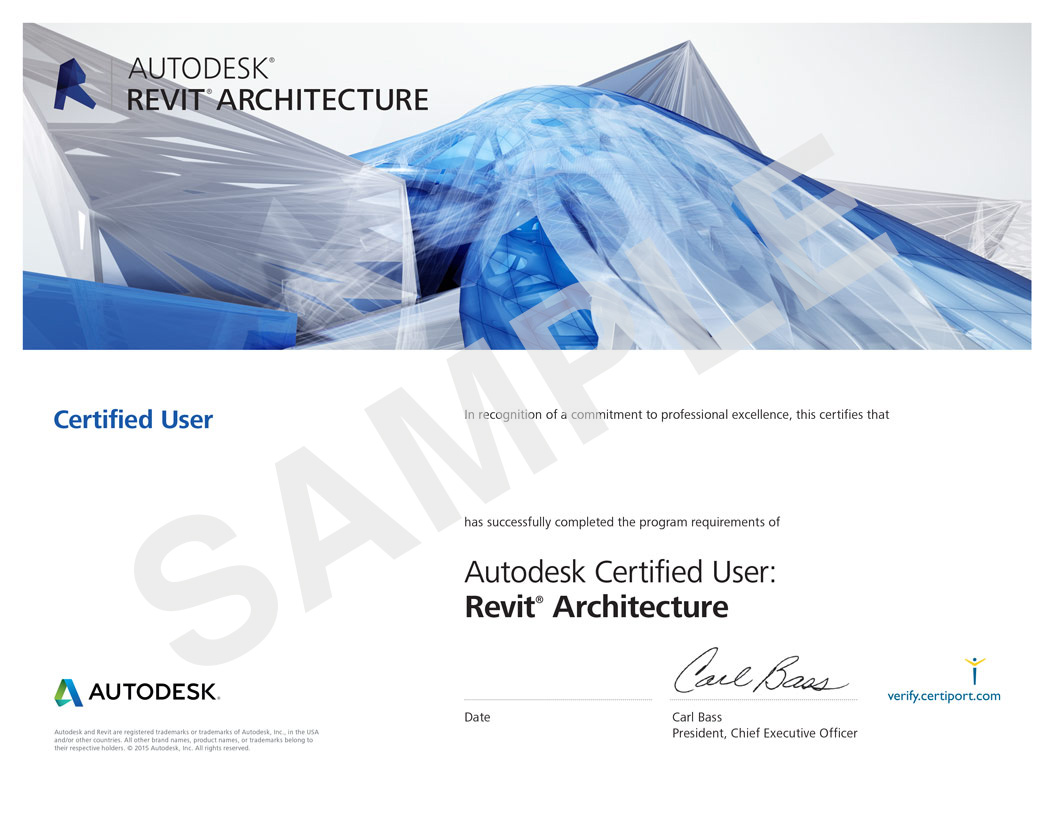 AUTODESK®
REVIT® ARCHITECTURE
SAMPLE
Certified User
In recognition of a commitment to professional excellence, this certifies that
has successfully completed the program requirements of
Autodesk Certified User:
Revit® Architecture
Carl Bass
AUTODESK®
verify.certiport.com
Date
Carl Bass
President, Chief Executive Officer
Autodesk and Revit are registered trademarks or trademarks of Autodesk, Inc., in the USA
and/or other countries. All other brand names, product names, or trademarks belong to
their respective holders. © 2015 Autodesk, Inc. All rights reserved.